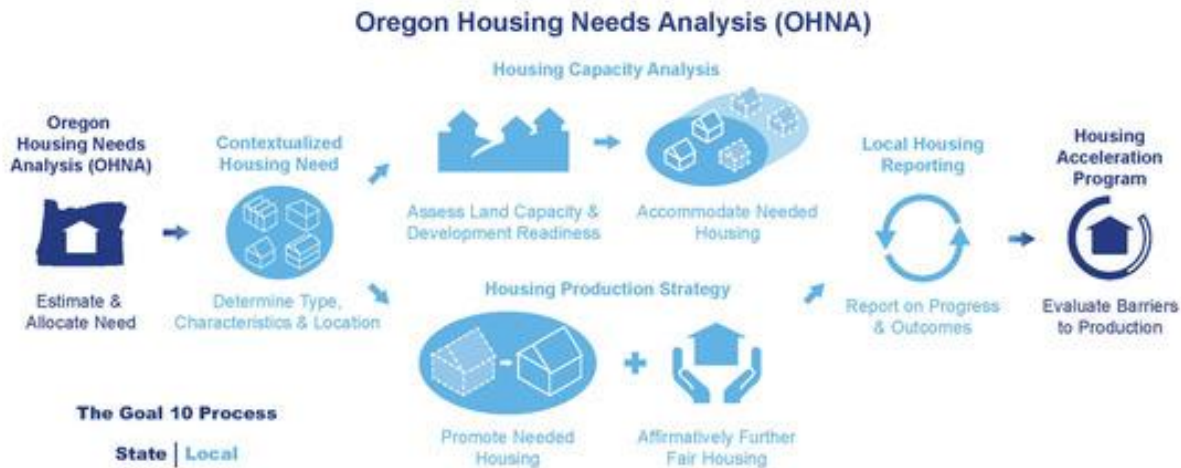 Oregon Housing Needs Analysis (OHNA)
Oregon
Housing Needs
Analysis (OHNA)
Estimate &
Allocate Need
Contextualized
Housing Need
Determine Type,
Characteristics & Location
Housing Capacity Analysis
Assess Land Capacity &
Development Readiness
Accommodate Needed
Housing
Housing Production Strategy
Promote Needed
Housing
Affirmatively Further
Fair Housing
Local Housing
Reporting
Report on Progress
& Outcomes
Housing
Acceleration
Program
Evaluate Barriers
to Production
The Goal 10 Process
State | Local